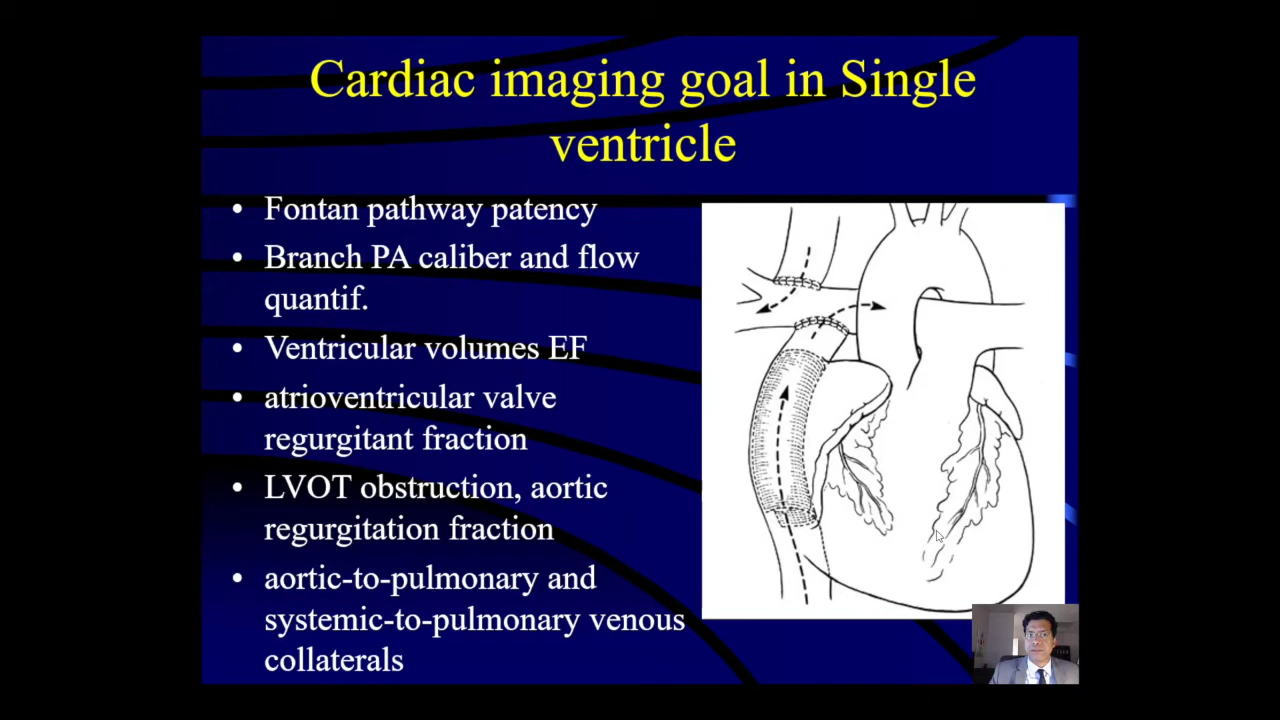 Cardiac imaging goal in Single
ventricle
• Fontan pathway patency
• Branch PA caliber and flow
quantif.
• Ventricular volumes EF
• atrioventricular valve
regurgitant fraction
• LVOT obstruction, aortic
regurgitation fraction
• aortic-to-pulmonary and
systemic-to-pulmonary venous
collaterals